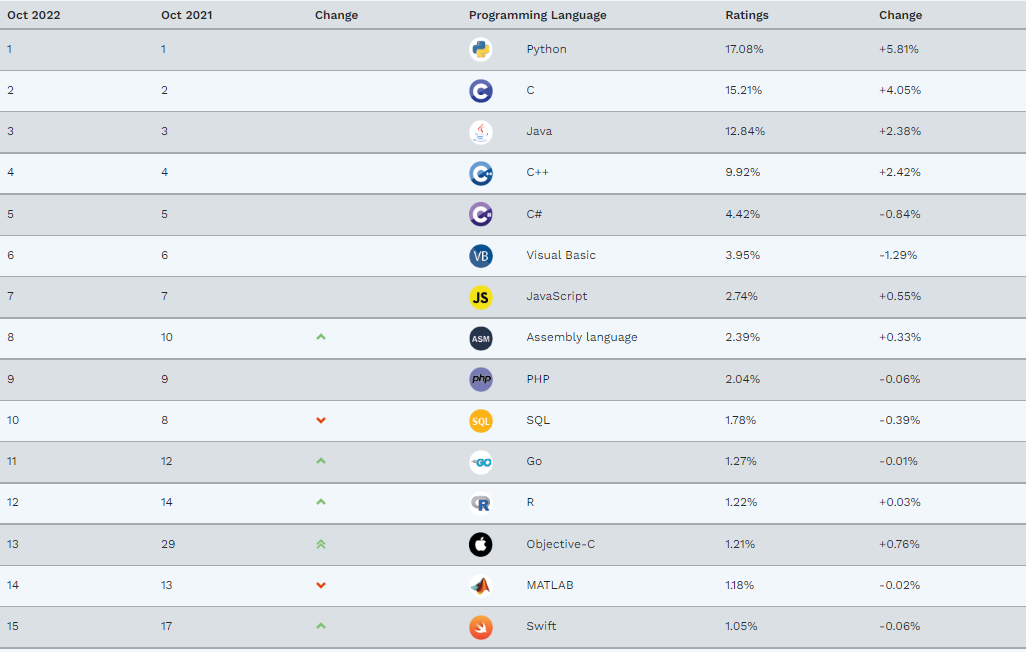 Oct 2022 Oct 2021 Change Programming Language Ratings Change
1 1 Python 17.08% +5.81%
2 2 C 15.21% +4.05%
3 3 Java 12.84% +2.38%
4 4 C++ 9.92% +2.42%
5 5 C# 4.42% -0.84%
6 6 VB Visual Basic 3.95% -1.29%
7 7 JS JavaScript 2.74% +0.55%
8 10 ASM Assembly language 2.39% +0.33%
9 9 php PHP 2.04% -0.06%
10 8 SQL SQL 1.78% -0.39%
11 12 GO Go 1.27% -0.01%
12 14 R R 1.22% +0.03%
13 29 Objective-C 1.21% +0.76%
14 13 MATLAB 1.18% -0.02%
15 17 Swift 1.05% -0.06%